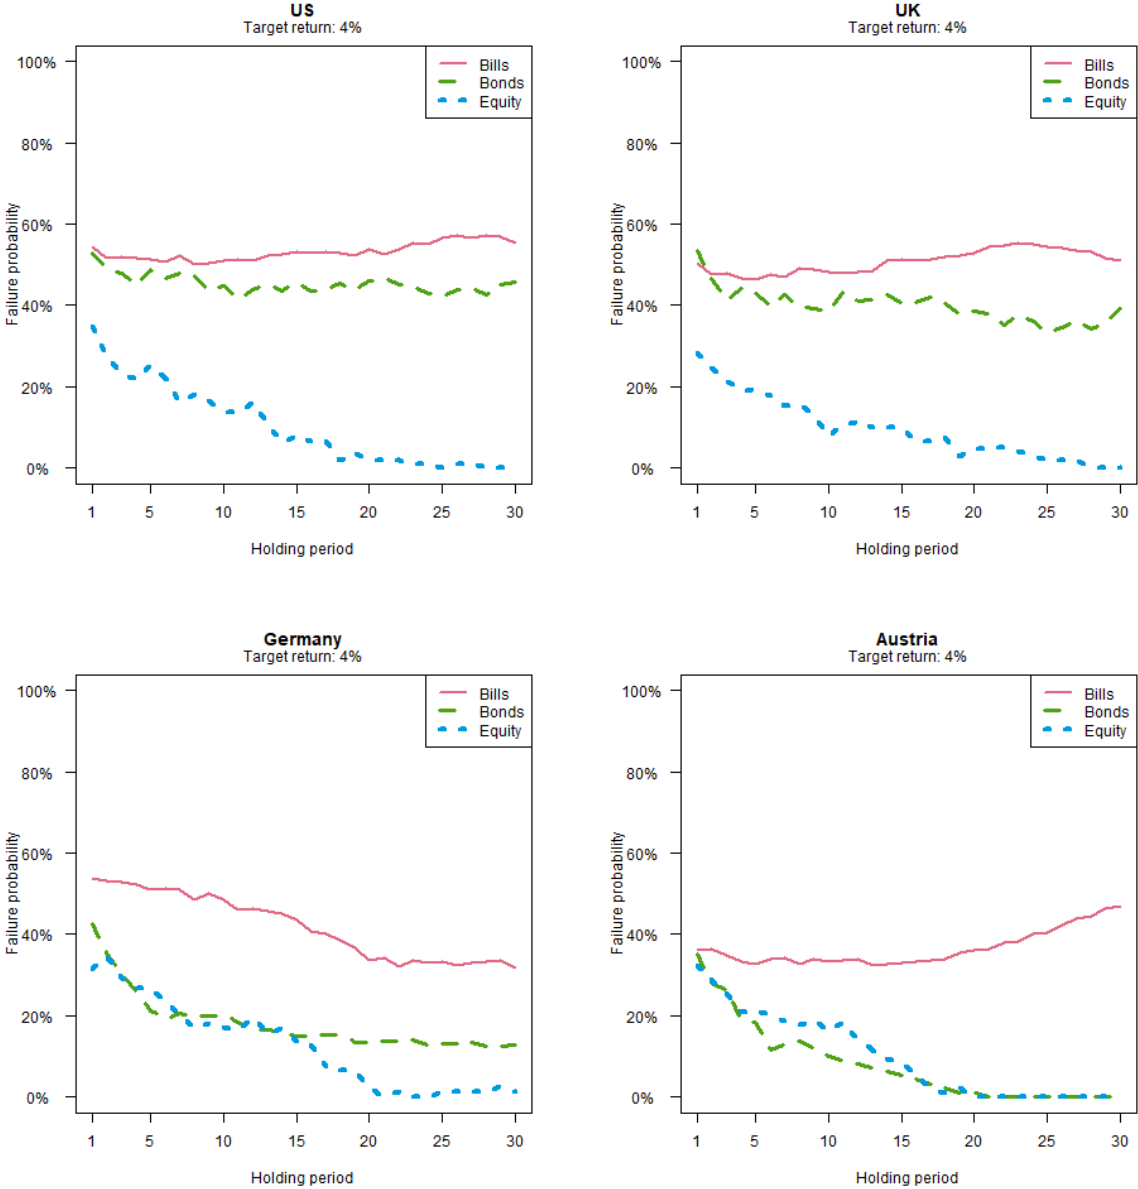 US
Target return: 4%
100%
80%
60%
40%
20%
0%
Failure probability
Bills
Bonds
Equity
1 5 10 15 20 25 30
Holding period
UK
Target return: 4%
100%
80%
60%
40%
20%
0%
Failure probability
Bills
Bonds
Equity
1 5 10 15 20 25 30
Holding period
Germany
Target return: 4%
100%
80%
60%
40%
20%
0%
Failure probability
Bills
Bonds
Equity
1 5 10 15 20 25 30
Holding period
Austria
Target return: 4%
100%
80%
60%
40%
20%
0%
Failure probability
Bills
Bonds
Equity
1 5 10 15 20 25 30
Holding period